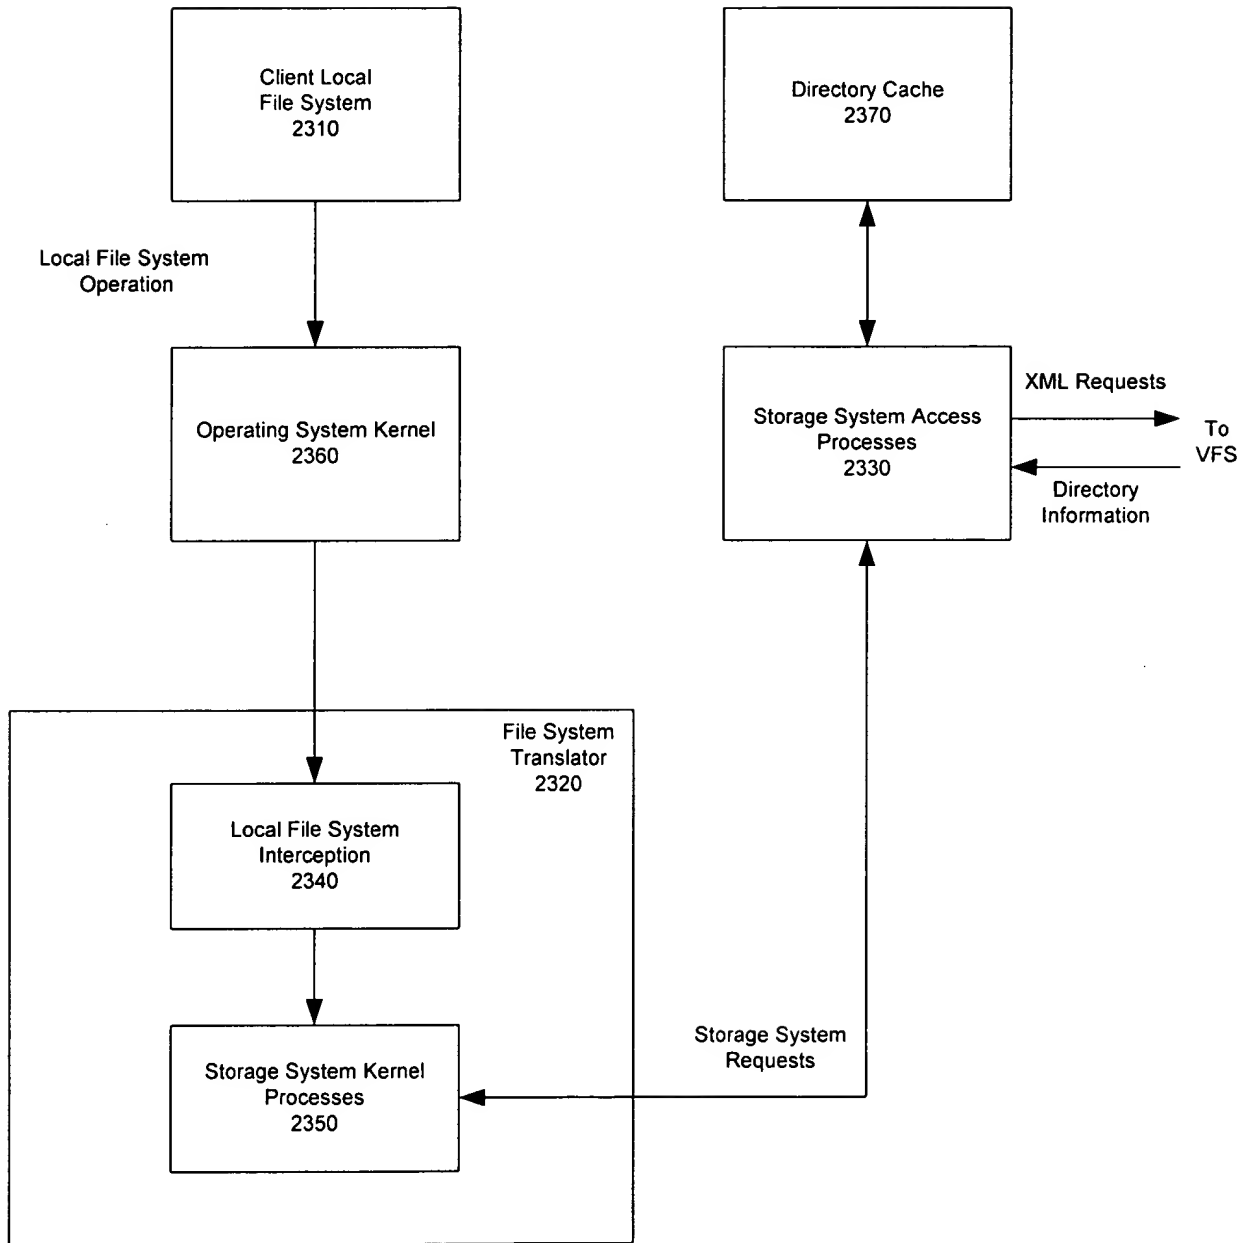 Client Local
File System
2310
Directory Cache
2370
Local File System
Operation
Operating System Kernel
2360
Storage System Access
Processes
2330
XML Requests
To
VFS
Directory
Information
File System
Translator
2320
Local File System
Interception
2340
Storage System Kernel
Processes
2350
Storage System
Requests